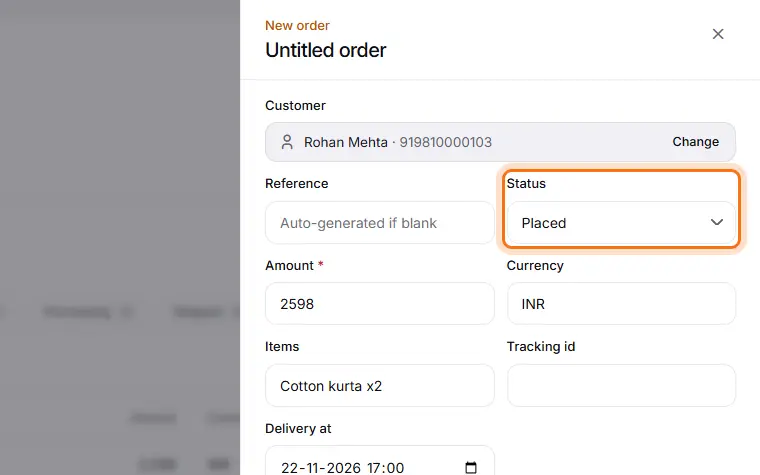 New order
Untitled order
Customer
Rohan Mehta · 919810000103 Change
Reference Status
Auto-generated if blank Placed
Amount * Currency
2598 INR
Items Tracking id
Cotton kurta x2
Delivery at
22-11-2026 17:00